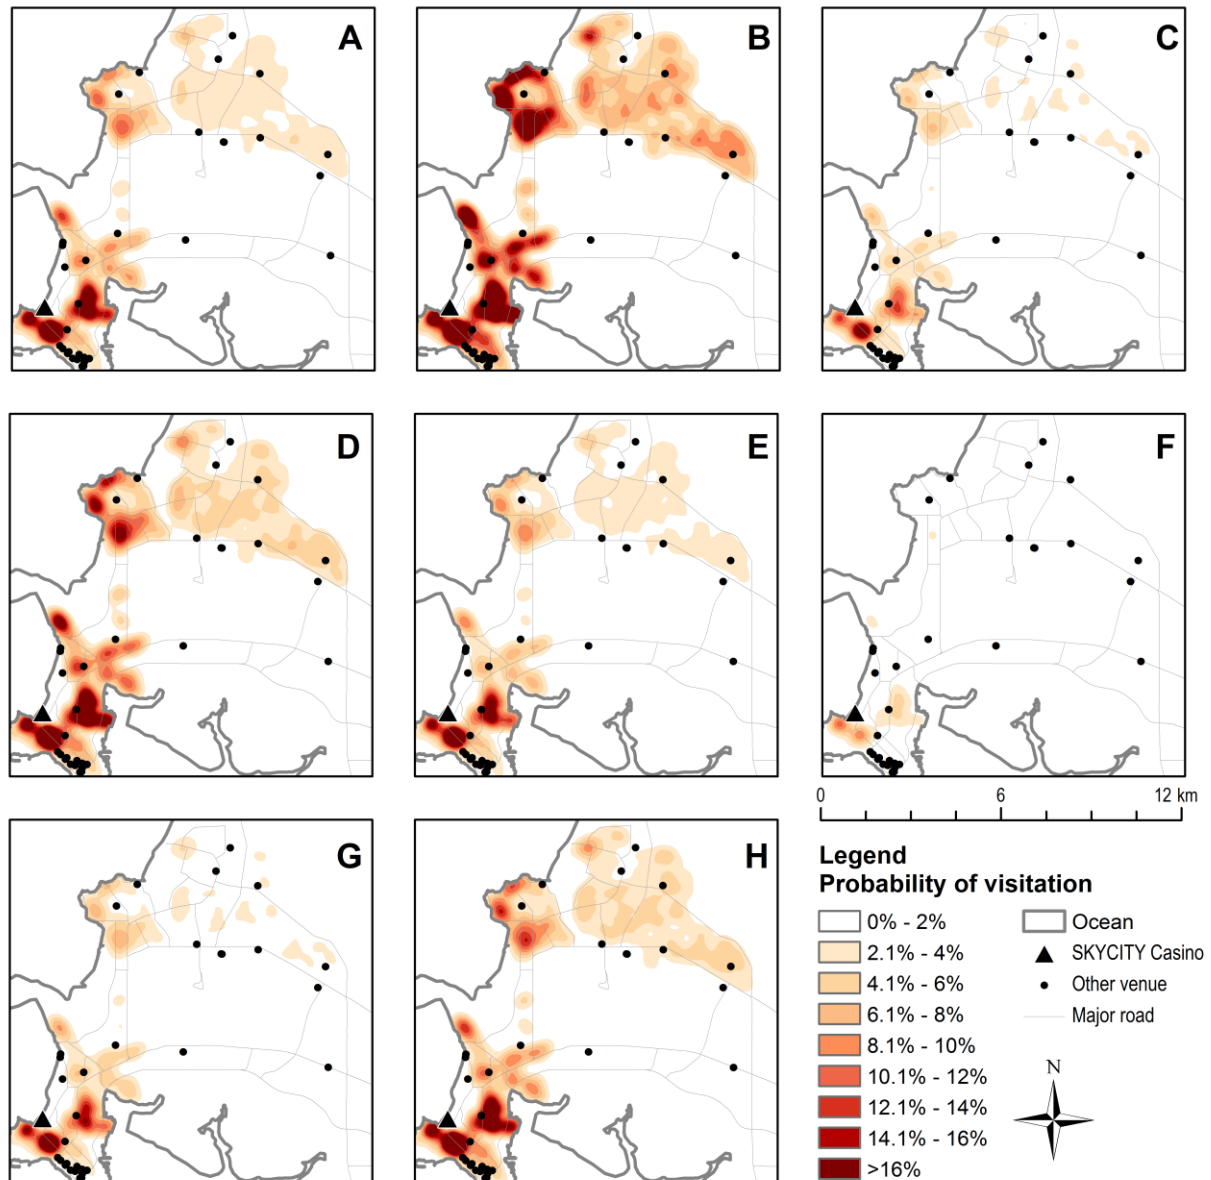 A
B
C
D
E
F
0 6 12 km
G
H
Legend
Probability of visitation
0% - 2%
2.1% - 4%
4.1% - 6%
6.1% - 8%
8.1% - 10%
10.1% - 12%
12.1% - 14%
14.1% - 16%
>16%
Ocean
SKYCITY Casino
Other venue
Major road
N